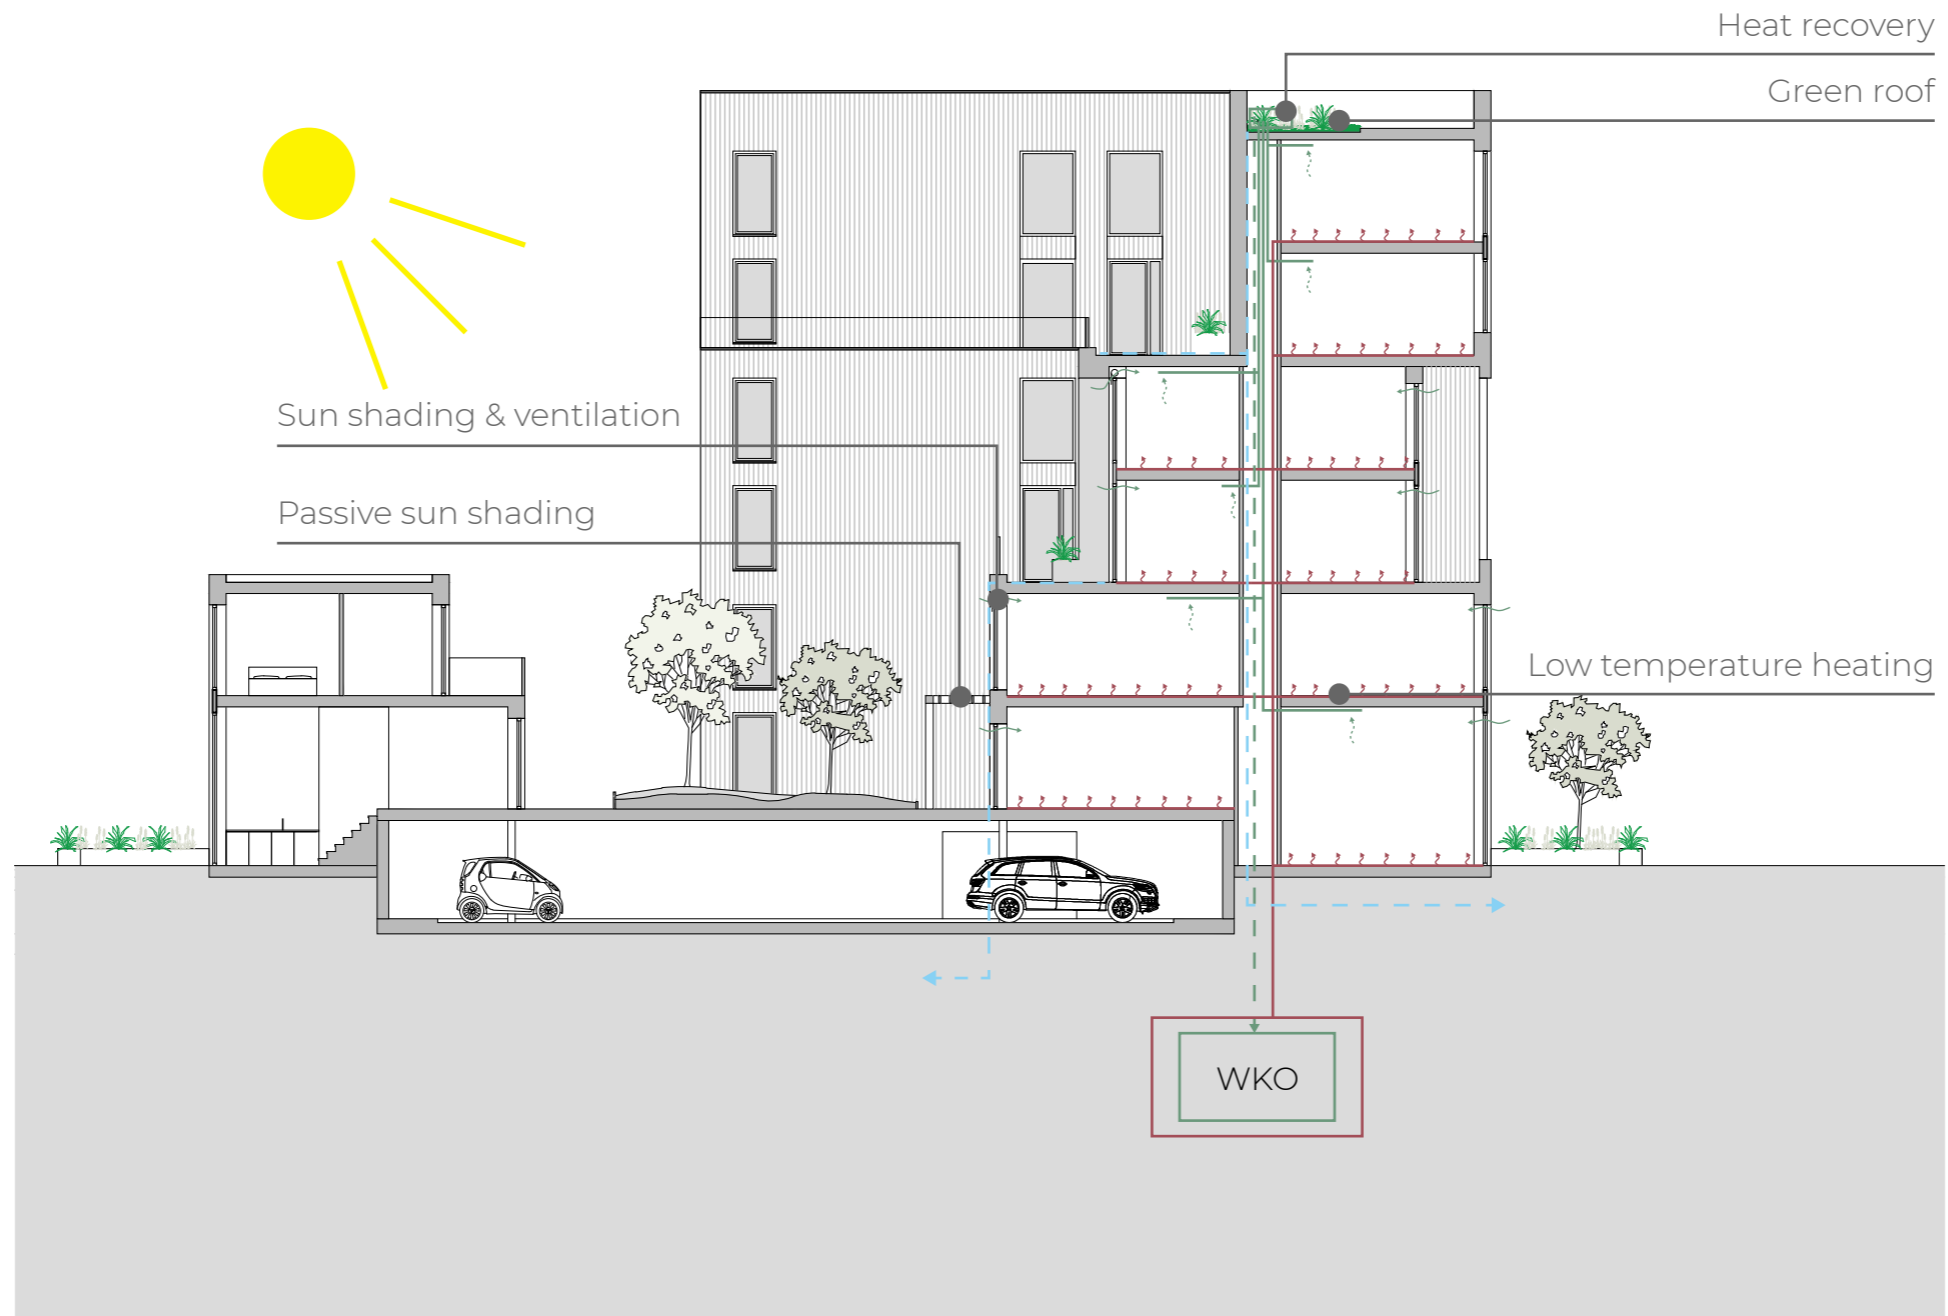 Heat recovery
Green roof
Sun shading & ventilation
Passive sun shading
Low temperature heating
WKO